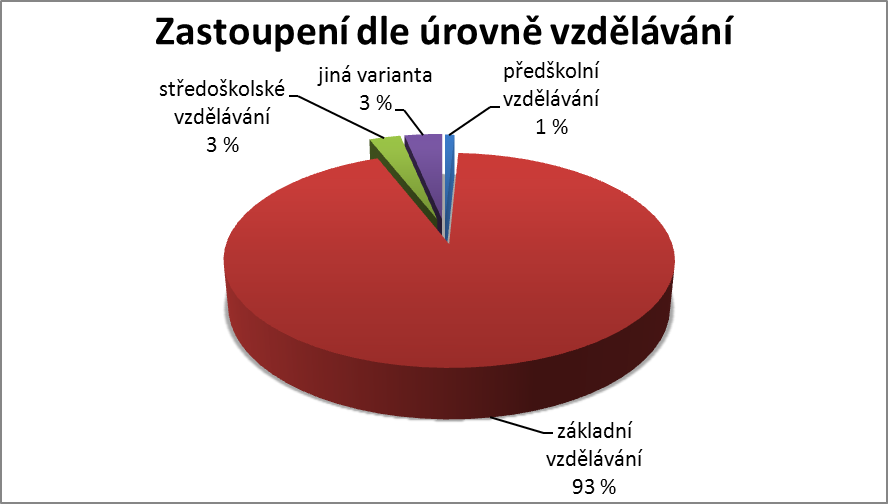 Zastoupení dle úrovně vzdělávání
středoškolské
vzdělávání
3 %
jiná varianta
3 %
předškolní
vzdělávání
1 %
základní
vzdělávání
93 %